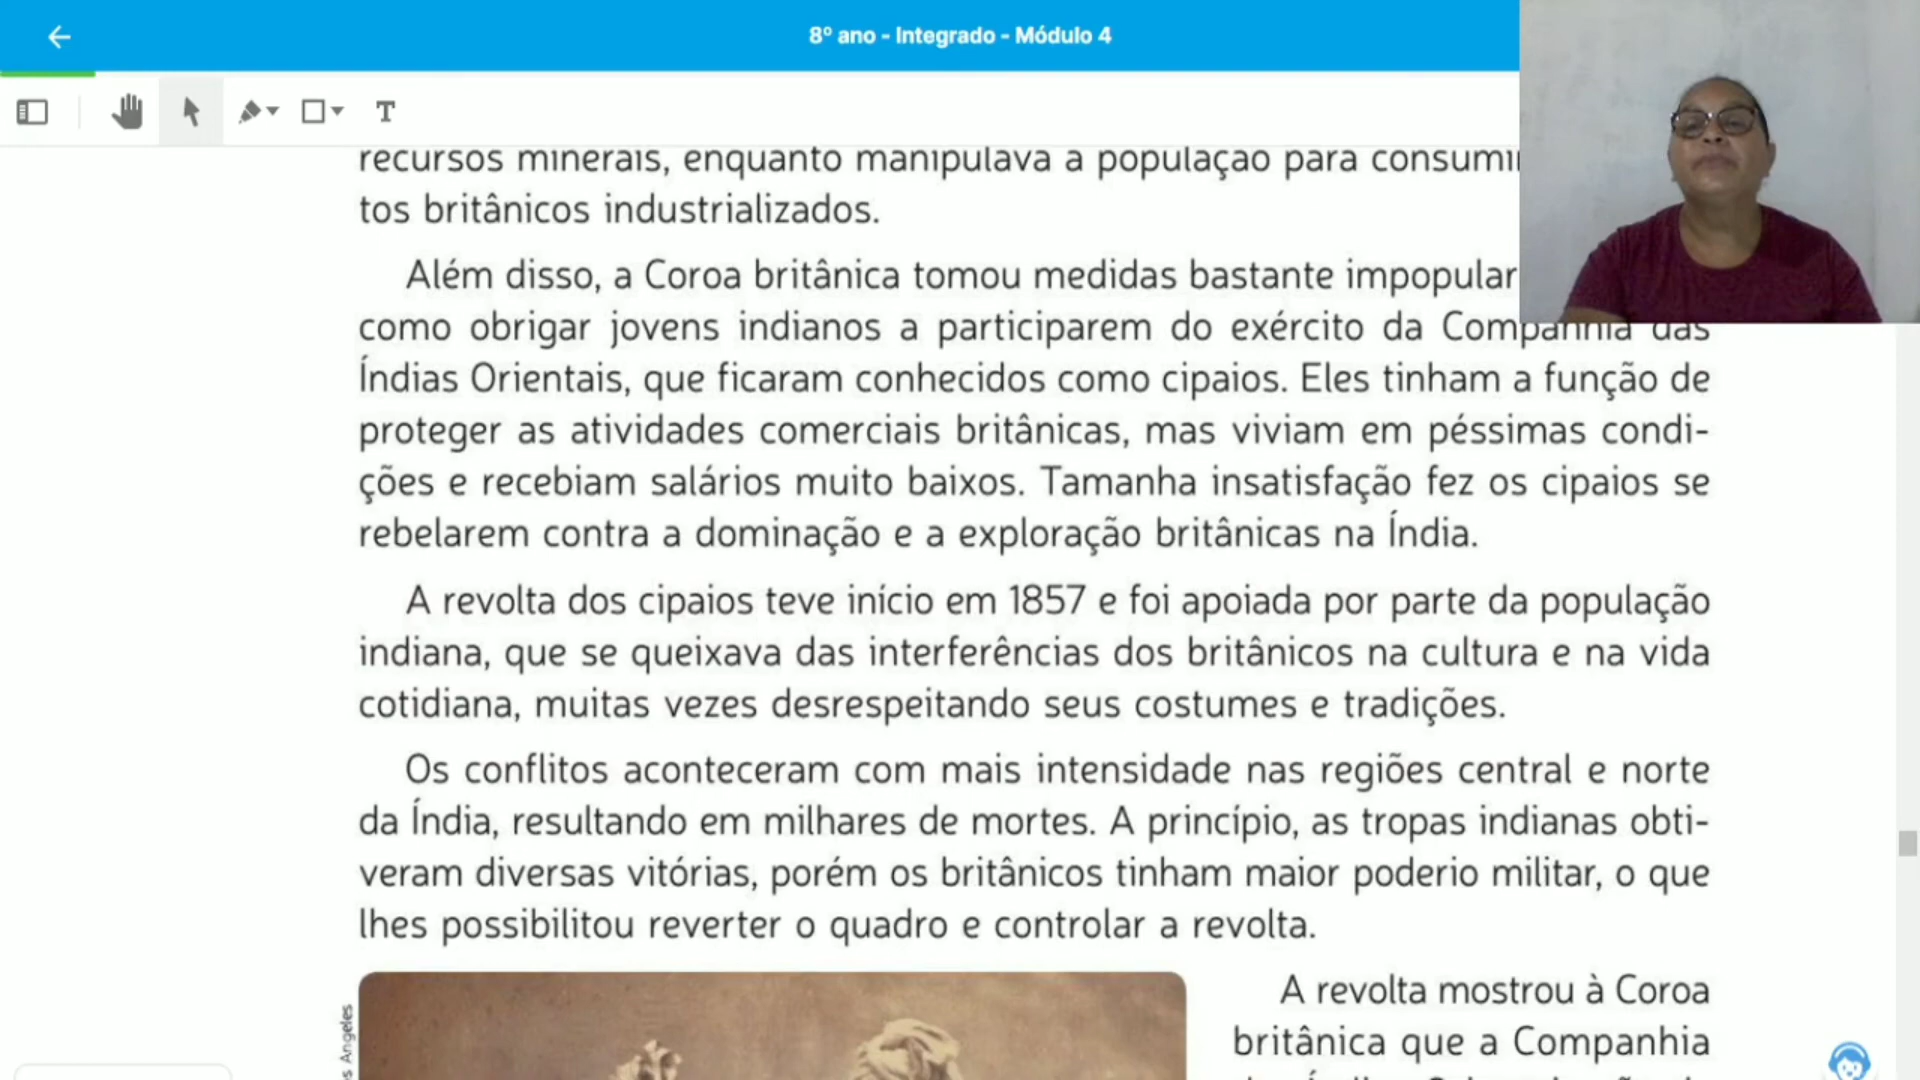 8º ano - Integrado - Módulo 4
T
recursos minerais, enquanto manipulava a população para consumi
tos britânicos industrializados.
Além disso, a Coroa britânica tomou medidas bastante impopular
como obrigar jovens indianos a participarem do exército da Companhia das
Índias Orientais, que ficaram conhecidos como cipaios. Eles tinham a função de
proteger as atividades comerciais britânicas, mas viviam em péssimas condi-
ções e recebiam salários muito baixos. Tamanha insatisfação fez os cipaios se
rebelarem contra a dominação e a exploração britânicas na Índia.
A revolta dos cipaios teve início em 1857 e foi apoiada por parte da população
indiana, que se queixava das interferências dos britânicos na cultura e na vida
cotidiana, muitas vezes desrespeitando seus costumes e tradições.
Os conflitos aconteceram com mais intensidade nas regiões central e norte
da Índia, resultando em milhares de mortes. A princípio, as tropas indianas obti-
veram diversas vitórias, porém os britânicos tinham maior poderio militar, o que
lhes possibilitou reverter o quadro e controlar a revolta.
s Angeles
A revolta mostrou à Coroa
britânica que a Companhia